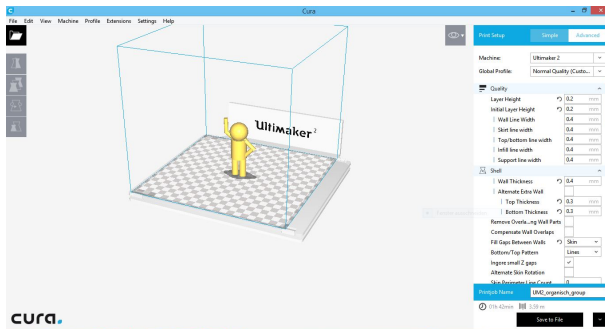 Cura
File Edit View Machine Profile Extensions Settings Help
Print Setup Simple Advanced
Machine: Ultimaker 2
Global Profile: Normal Quality (Custo...
Quality
Layer Height 0.2 mm
Initial Layer Height 0.2 mm
Wall Line Width 0.4 mm
Skirt line width 0.4 mm
Top/bottom line width 0.4 mm
Infill line width 0.4 mm
Support line width 0.4 mm
Shell
Wall Thickness 0.4 mm
Alternate Extra Wall
Top Thickness 0.3 mm
Bottom Thickness 0.3 mm
Remove Overla...ng Wall Parts
Compensate Wall Overlaps
Fill Gaps Between Walls Skin
Bottom/Top Pattern Lines
Ingore small Z gaps
Alternate Skin Rotation
Skin Perimeter Line Count 0
Printjob Name UM2_organisch_group
01h 42min 3.39 m
Save to File
Ultimaker²
cura.